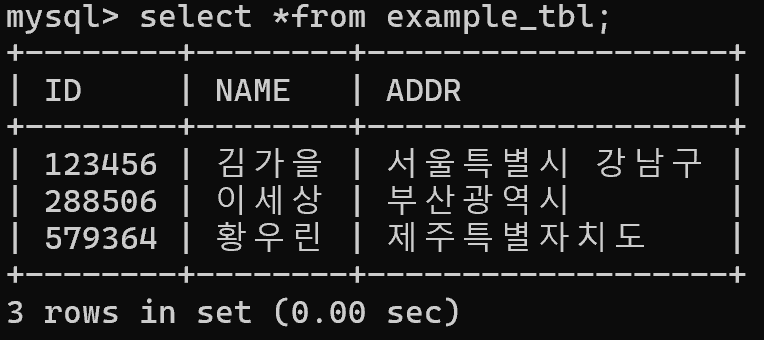 mysql> select *from example_tbl;
+--------+--------+--------------------+
| ID     | NAME   | ADDR               |
+--------+--------+--------------------+
| 123456 | 김가을 | 서울특별시 강남구 |
| 288506 | 이세상 | 부산광역시         |
| 579364 | 황우린 | 제주특별자치도     |
+--------+--------+--------------------+
3 rows in set (0.00 sec)